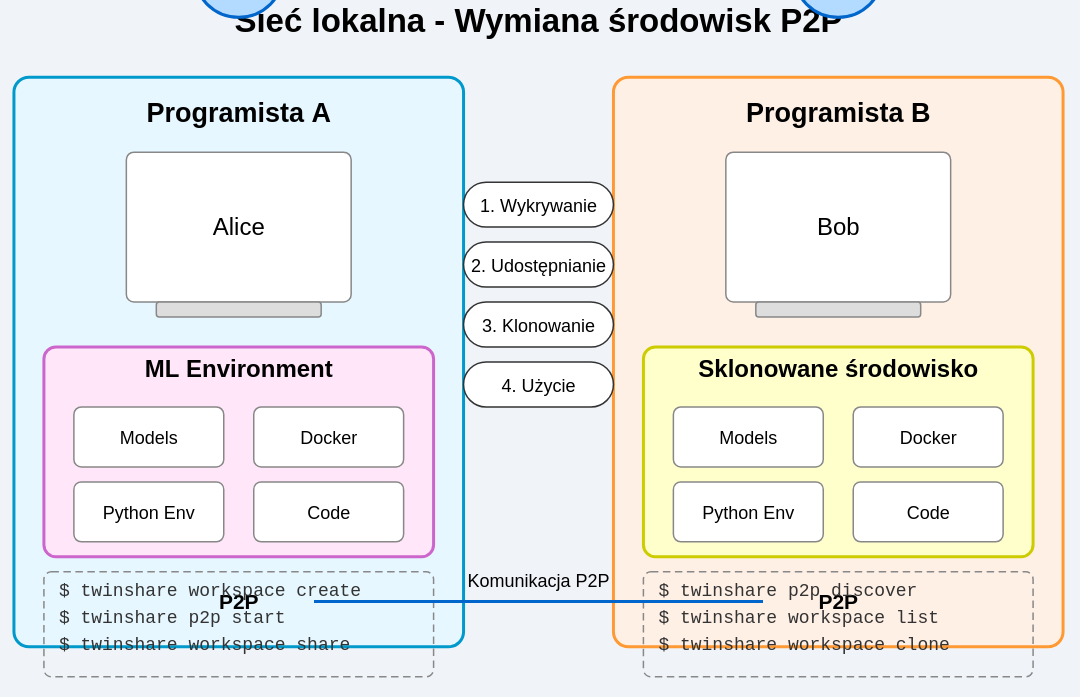 Sieć lokalna - Wymiana środowisk P2P
Programista A
Alice
ML Environment
Models
Docker
Python Env
Code
$ twinshare workspace create
$ twinshare p2p start
$ twinshare workspace share
P2P
1. Wykrywanie
2. Udostępnianie
3. Klonowanie
4. Użycie
Komunikacja P2P
Programista B
Bob
Sklonowane środowisko
Models
Docker
Python Env
Code
$ twinshare p2p discover
$ twinshare workspace list
$ twinshare workspace clone
P2P